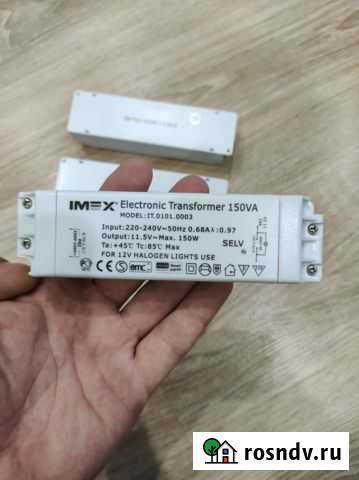 IMEX Electronic Transformer 150VA
MODEL:IT.0101.0003
Input:220-240V~50Hz 0.68A λ:0.97
Output:11.5V~Max. 150W SELV
Ta:+45°C Tc:85°C Max
FOR 12V HALOGEN LIGHTS USE
rosndv.ru